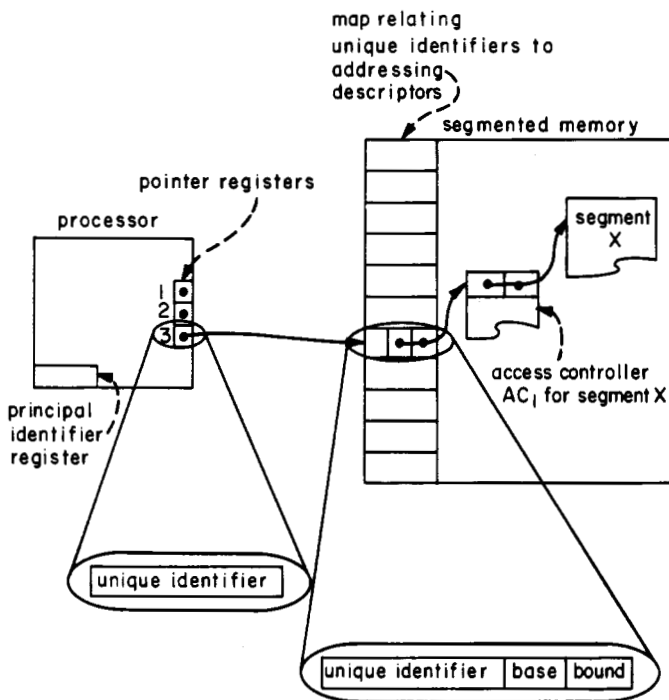 map relating
unique identifiers to
addressing
descriptors
segmented memory
pointer registers
processor
segment
X
1
2
3
access controller
AC1 for segment X
principal
identifier
register
unique identifier
unique identifier base bound